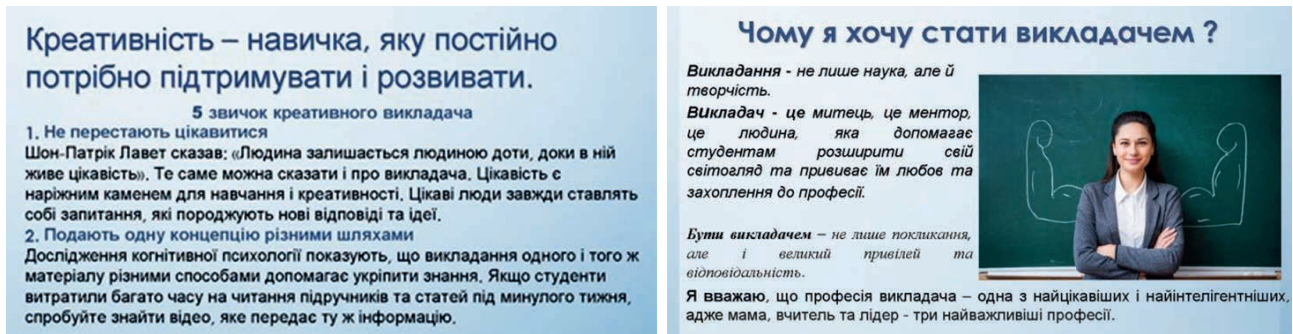 Креативність – навичка, яку постійно
потрібно підтримувати і розвивати.
5 звичок креативного викладача
1. Не перестають цікавитися
Шон-Патрік Лавет сказав: «Людина залишається людиною доти, доки в ній
живе цікавість». Те саме можна сказати і про викладача. Цікавість є
наріжним каменем для навчання і креативності. Цікаві люди завжди ставлять
собі запитання, які породжують нові відповіді та ідеї.
2. Подають одну концепцію різними шляхами
Дослідження когнітивної психології показують, що викладання одного і того ж
матеріалу різними способами допомагає укріпити знання. Якщо студенти
витратили багато часу на читання підручників та статей під минулого тижня,
спробуйте знайти відео, яке передає ту ж інформацію.
Чому я хочу стати викладачем ?
Викладання - не лише наука, але й
творчість.
Викладач - це митець, це ментор,
це людина, яка допомагає
студентам розширити свій
світогляд та прививає їм любов та
захоплення до професії.
Бути викладачем – не лише покликання,
але і великий привілей та
відповідальність.
Я вважаю, що професія викладача – одна з найцікавіших і найінтелігентніших,
адже мама, вчитель та лідер - три найважливіші професії.